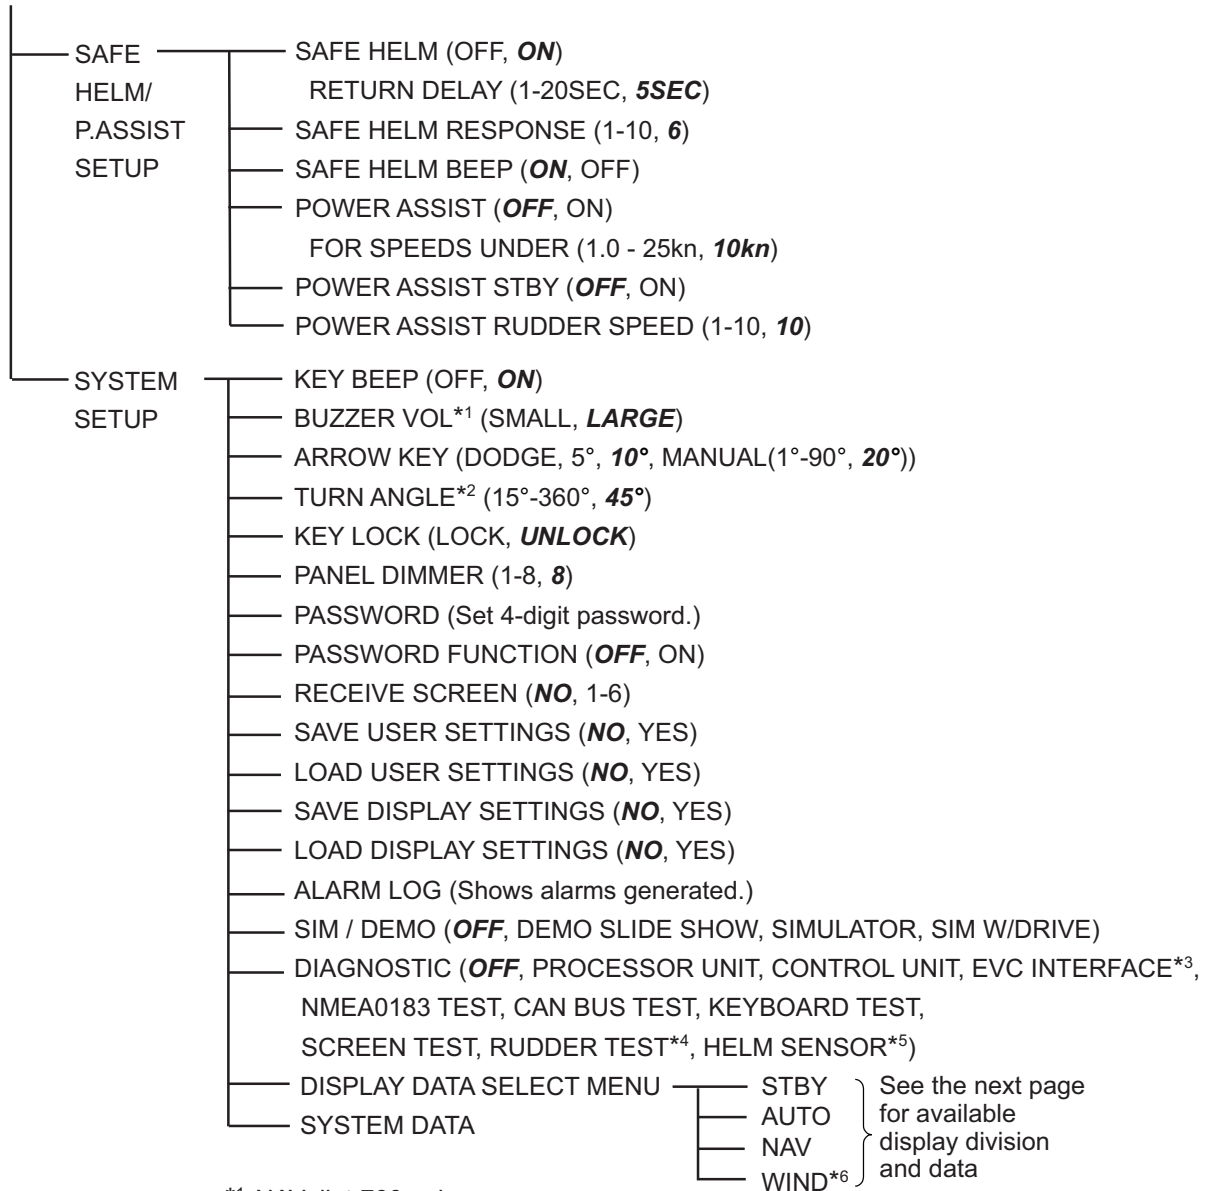 SAFE HELM/ P.ASSIST SETUP
SAFE HELM (OFF, ON)
RETURN DELAY (1-20SEC, 5SEC)
SAFE HELM RESPONSE (1-10, 6)
SAFE HELM BEEP (ON, OFF)
POWER ASSIST (OFF, ON)
FOR SPEEDS UNDER (1.0 - 25kn, 10kn)
POWER ASSIST STBY (OFF, ON)
POWER ASSIST RUDDER SPEED (1-10, 10)
SYSTEM SETUP
KEY BEEP (OFF, ON)
BUZZER VOL*1 (SMALL, LARGE)
ARROW KEY (DODGE, 5°, 10°, MANUAL(1°-90°, 20°))
TURN ANGLE*2 (15°-360°, 45°)
KEY LOCK (LOCK, UNLOCK)
PANEL DIMMER (1-8, 8)
PASSWORD (Set 4-digit password.)
PASSWORD FUNCTION (OFF, ON)
RECEIVE SCREEN (NO, 1-6)
SAVE USER SETTINGS (NO, YES)
LOAD USER SETTINGS (NO, YES)
SAVE DISPLAY SETTINGS (NO, YES)
LOAD DISPLAY SETTINGS (NO, YES)
ALARM LOG (Shows alarms generated.)
SIM / DEMO (OFF, DEMO SLIDE SHOW, SIMULATOR, SIM W/DRIVE)
DIAGNOSTIC (OFF, PROCESSOR UNIT, CONTROL UNIT, EVC INTERFACE*3,
NMEA0183 TEST, CAN BUS TEST, KEYBOARD TEST,
SCREEN TEST, RUDDER TEST*4, HELM SENSOR*5)
DISPLAY DATA SELECT MENU
STBY
AUTO
NAV
WIND*6
See the next page
for available
display division
and data
SYSTEM DATA